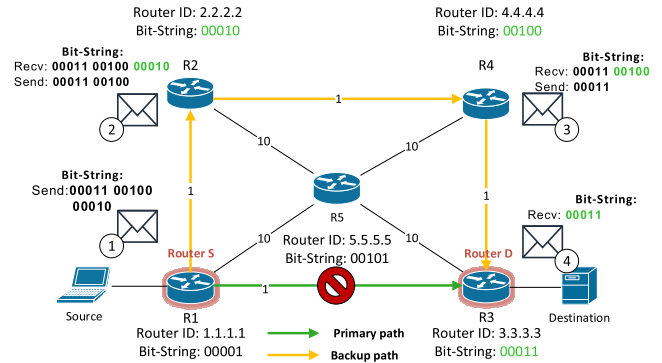 Router ID: 2.2.2.2
Bit-String: 00010
Router ID: 4.4.4.4
Bit-String: 00100
Bit-String:
Recv: 00011 00100 00010
Send: 00011 00100
R2
R4
Bit-String:
Recv: 00011 00100
Send: 00011
2
1
3
10
10
Bit-String:
Send:00011 00100
00010
1
1
R5
Bit-String:
Recv: 00011
1
Router S
10
Router ID: 5.5.5.5
Bit-String: 00101
10
Router D
4
1
Source
R1
R3
Destination
Router ID: 1.1.1.1
Bit-String: 00001
Primary path
Backup path
Router ID: 3.3.3.3
Bit-String: 00011